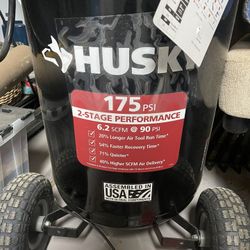 HUSKY
175 PSI
2-STAGE PERFORMANCE
6.2 SCFM @ 90 PSI
20% Longer Air Tool Run Time*
54% Faster Recovery Time*
71% Quieter*
40% Higher SCFM Air Delivery*
ASSEMBLED IN
USA